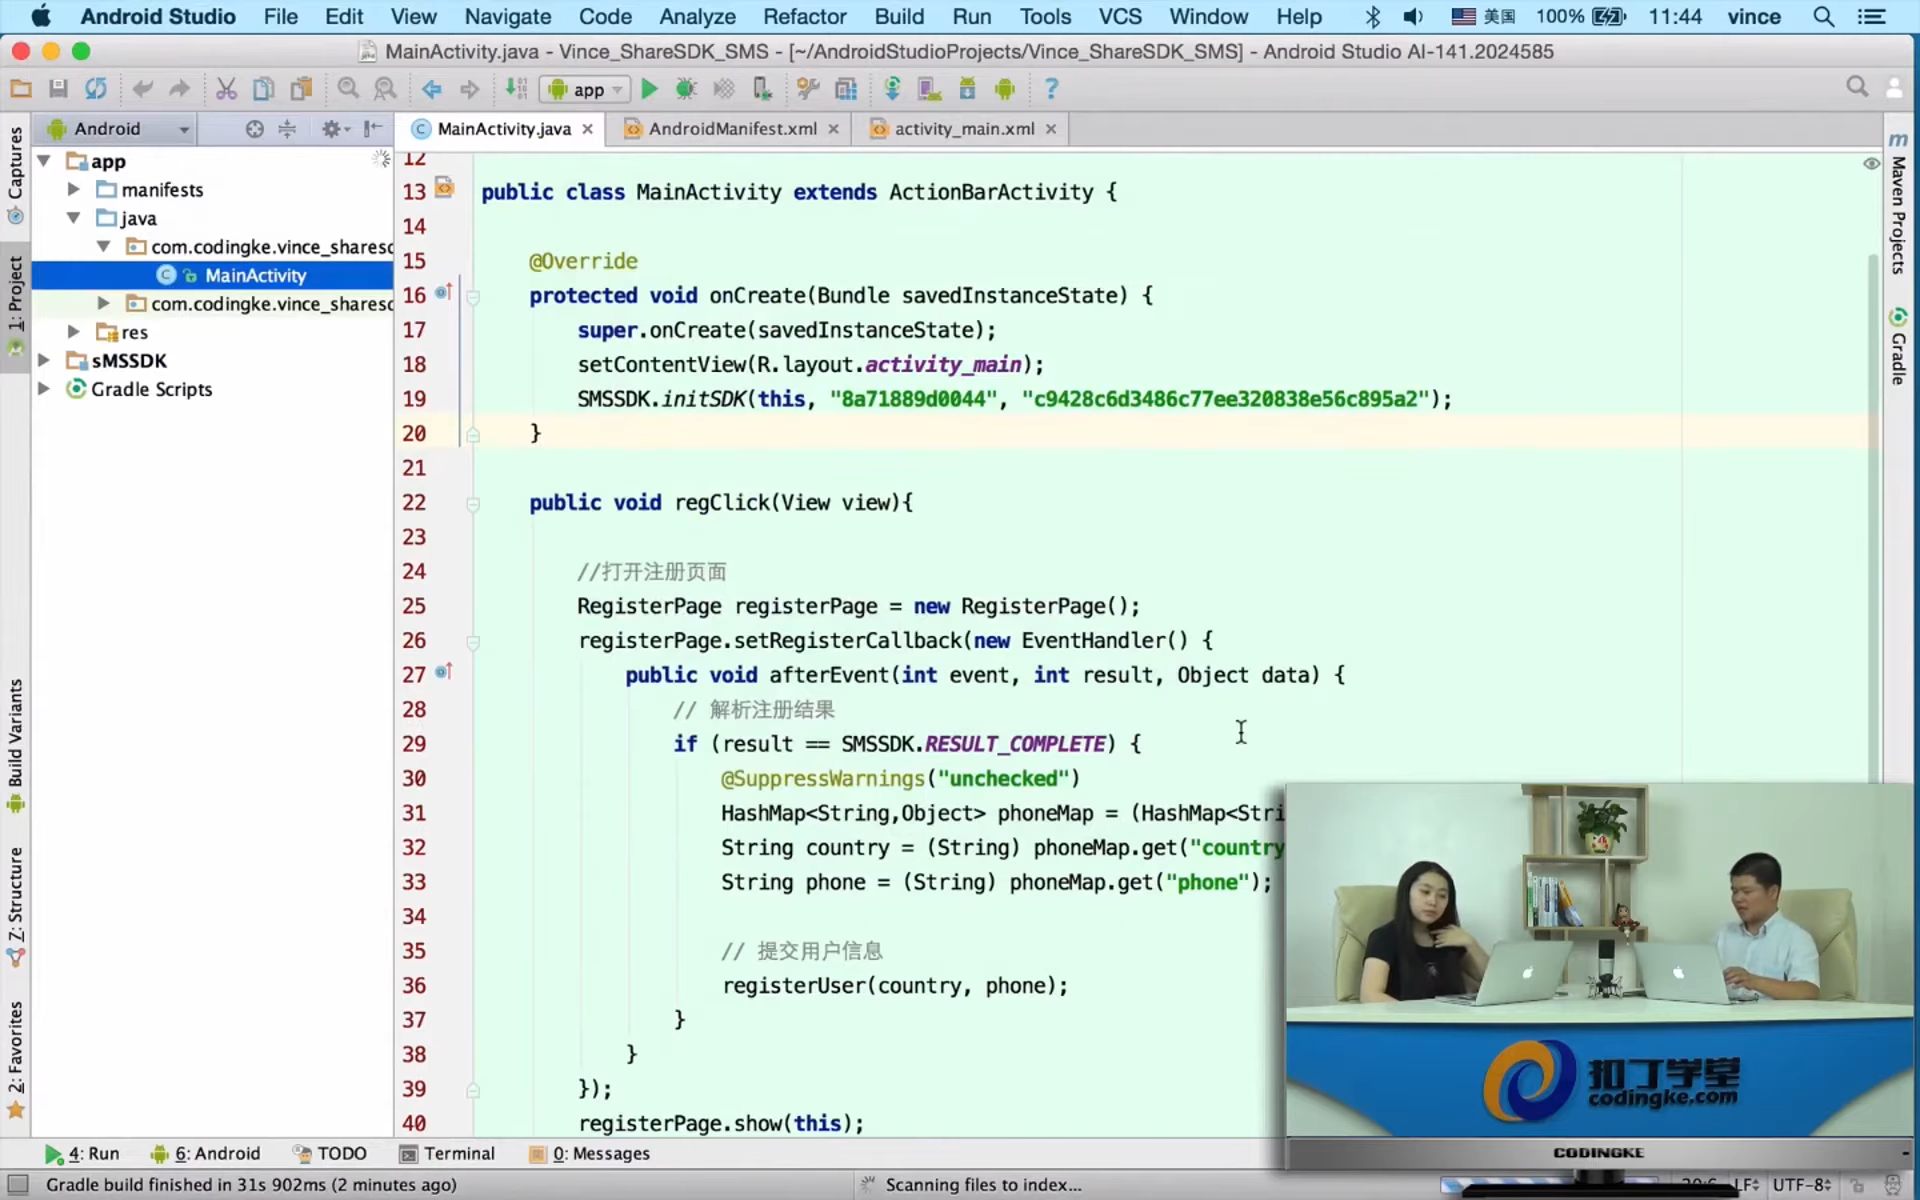 Android Studio File Edit View Navigate Code Analyze Refactor Build Run Tools VCS Window Help 美国 100% 11:44 vince
MainActivity.java - Vince_ShareSDK_SMS - [~/AndroidStudioProjects/Vince_ShareSDK_SMS] - Android Studio AI-141.2024585
app
Android
MainActivity.java AndroidManifest.xml activity_main.xml
Captures
1: Project
Build Variants
Z: Structure
2: Favorites
app
manifests
java
com.codingke.vince_sharesd
MainActivity
com.codingke.vince_sharesd
res
sMSSDK
Gradle Scripts
12
13 public class MainActivity extends ActionBarActivity {
14
15 @Override
16 protected void onCreate(Bundle savedInstanceState) {
17 super.onCreate(savedInstanceState);
18 setContentView(R.layout.activity_main);
19 SMSSDK.initSDK(this, "8a71889d0044", "c9428c6d3486c77ee320838e56c895a2");
20 }
21
22 public void regClick(View view){
23
24 //打开注册页面
25 RegisterPage registerPage = new RegisterPage();
26 registerPage.setRegisterCallback(new EventHandler() {
27 public void afterEvent(int event, int result, Object data) {
28 // 解析注册结果
29 if (result == SMSSDK.RESULT_COMPLETE) {
30 @SuppressWarnings("unchecked")
31 HashMap<String,Object> phoneMap = (HashMap<Stri
32 String country = (String) phoneMap.get("country
33 String phone = (String) phoneMap.get("phone");
34
35 // 提交用户信息
36 registerUser(country, phone);
37 }
38 }
39 });
40 registerPage.show(this);
Maven Projects
Gradle
扣丁学堂
codingke.com
CODINGKE
4: Run 6: Android TODO Terminal 0: Messages
Gradle build finished in 31s 902ms (2 minutes ago) Scanning files to index... LF UTF-8